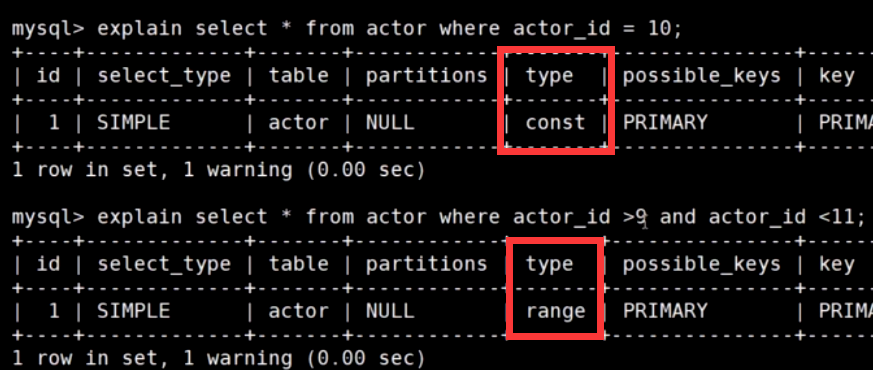 mysql> explain select * from actor where actor_id = 10;
+----+-------------+-------+------------+-------+---------------+------
| id | select_type | table | partitions | type | possible_keys | key
+----+-------------+-------+------------+-------+---------------+------
| 1 | SIMPLE | actor | NULL | const | PRIMARY | PRIMA
+----+-------------+-------+------------+-------+---------------+------
1 row in set, 1 warning (0.00 sec)
mysql> explain select * from actor where actor_id >9 and actor_id <11;
+----+-------------+-------+------------+-------+---------------+------
| id | select_type | table | partitions | type | possible_keys | key
+----+-------------+-------+------------+-------+---------------+------
| 1 | SIMPLE | actor | NULL | range | PRIMARY | PRIMA
+----+-------------+-------+------------+-------+---------------+------
1 row in set, 1 warning (0.00 sec)